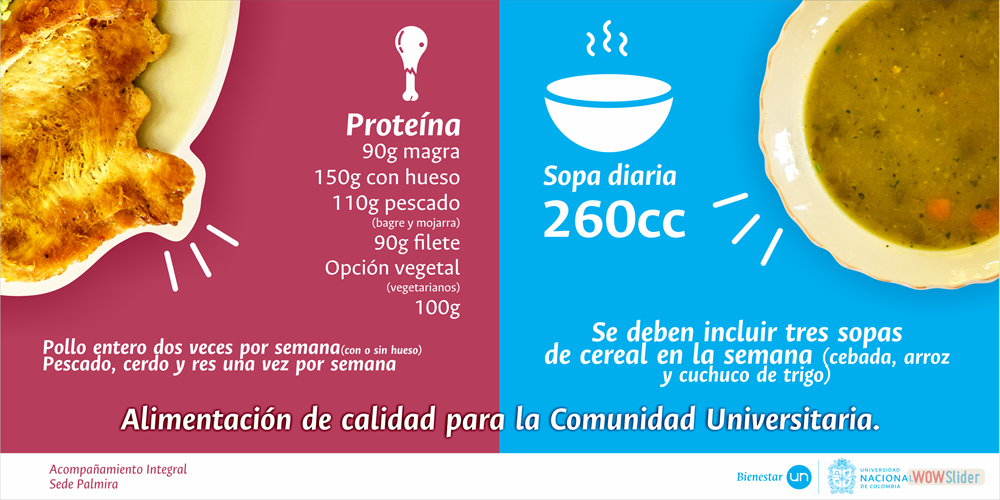 Proteína
90g magra
150g con hueso
110g pescado
(bagre y mojarra)
90g filete
Opción vegetal
(vegetarianos)
100g
Pollo entero dos veces por semana(con o sin hueso)
Pescado, cerdo y res una vez por semana
Sopa diaria
260cc
Se deben incluir tres sopas
de cereal en la semana (cebada, arroz
y cuchuco de trigo)
Alimentación de calidad para la Comunidad Universitaria.
Acompañamiento Integral
Sede Palmira
Bienestar un
UNIVERSIDAD
NACIONA
DE COLOMBIA
WOWSlider